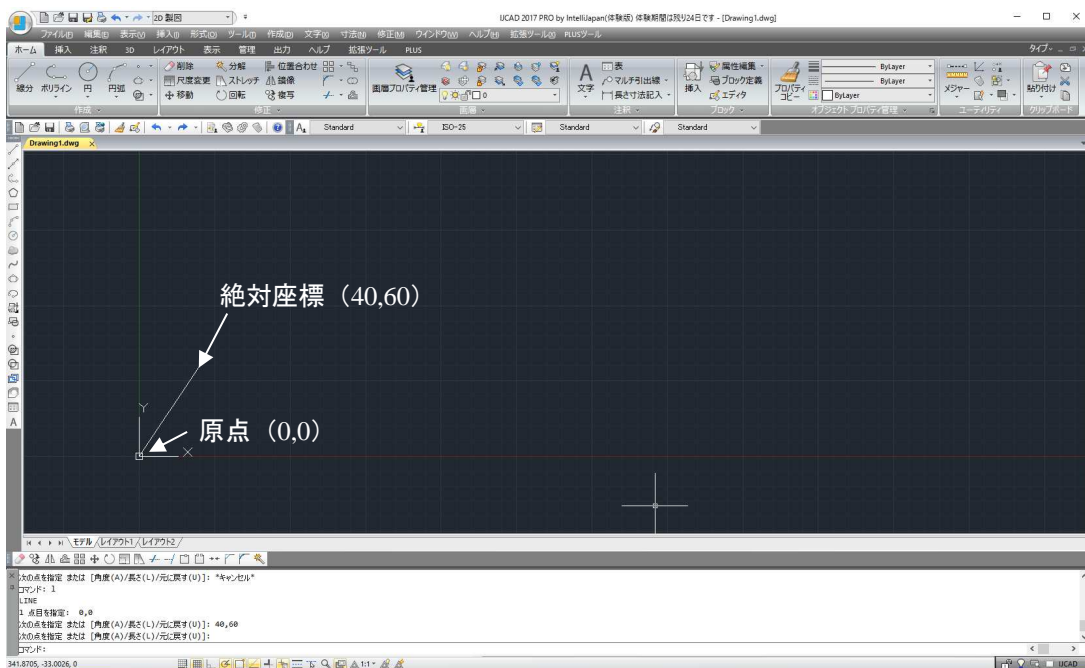 2D 製図
IJCAD 2017 PRO by IntelliJapan(体験版) 体験期間は残り24日です - [Drawing1.dwg]
ファイル(F) 編集(E) 表示(V) 挿入(I) 形式(O) ツール(T) 作成(D) 文字(X) 寸法(N) 修正(M) ウインドウ(W) ヘルプ(H) 拡張ツール(X) PLUSツール
ホーム 挿入 注釈 3D レイアウト 表示 管理 出力 ヘルプ 拡張ツール PLUS
タイプ
削除 分解 位置合わせ
表 属性編集 ByLayer
尺度変更 ストレッチ 鏡像
マルチ引出線 ブロック定義 ByLayer
線分 ポリライン 円 円弧
移動 回転 複写
画層プロパティ管理 0
文字 長さ寸法記入
挿入 エディタ
プロパティコピー ByLayer
メジャー 貼り付け
作成 修正 画層 注釈 ブロック オブジェクト プロパティ管理 ユーティリティ クリップボード
Standard ISO-25 Standard Standard
Drawing1.dwg
絶対座標（40,60）
Y
原点（0,0）
X
モデル レイアウト1 レイアウト2
次の点を指定 または [角度(A)/長さ(L)/元に戻す(U)]: *キャンセル*
コマンド: l
LINE
1 点目を指定: 0,0
次の点を指定 または [角度(A)/長さ(L)/元に戻す(U)]: 40,60
次の点を指定 または [角度(A)/長さ(L)/元に戻す(U)]:
コマンド:
341.8705, -33.0026, 0
1:1
IJCAD